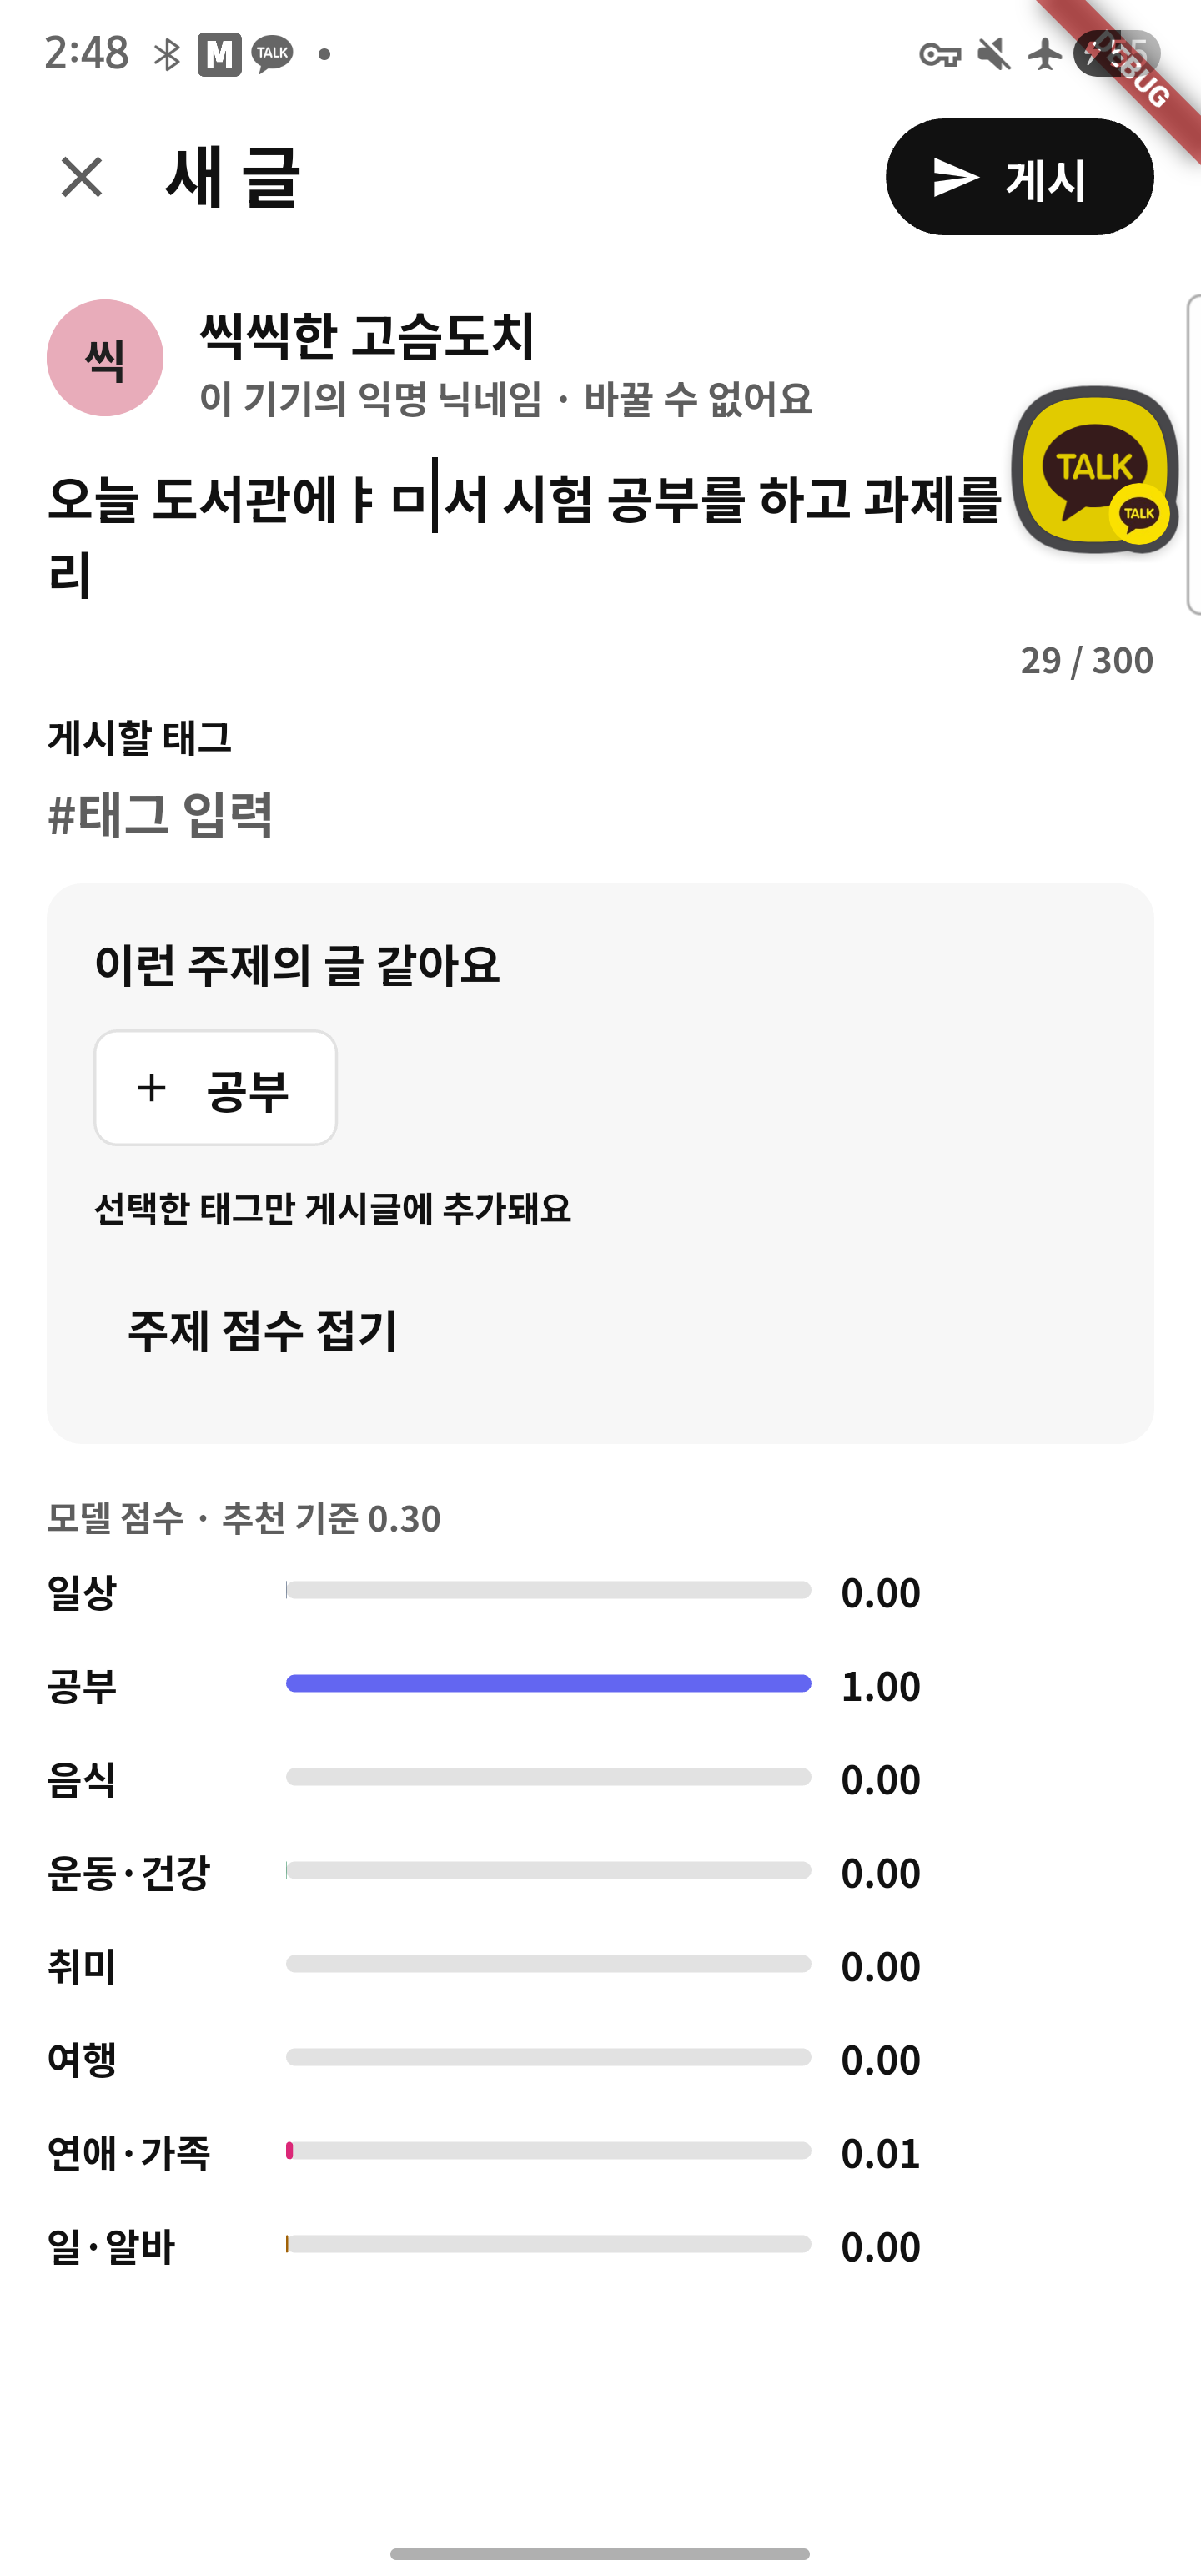 2:48 M TALK
DEBUG
새 글
게시
씩
씩씩한 고슴도치
이 기기의 익명 닉네임 · 바꿀 수 없어요
오늘 도서관에ㅑ ㅁ서 시험 공부를 하고 과제를
리
TALK
TALK
29 / 300
게시할 태그
#태그 입력
이런 주제의 글 같아요
+ 공부
선택한 태그만 게시글에 추가돼요
주제 점수 접기
모델 점수 · 추천 기준 0.30
일상 0.00
공부 1.00
음식 0.00
운동·건강 0.00
취미 0.00
여행 0.00
연애·가족 0.01
일·알바 0.00